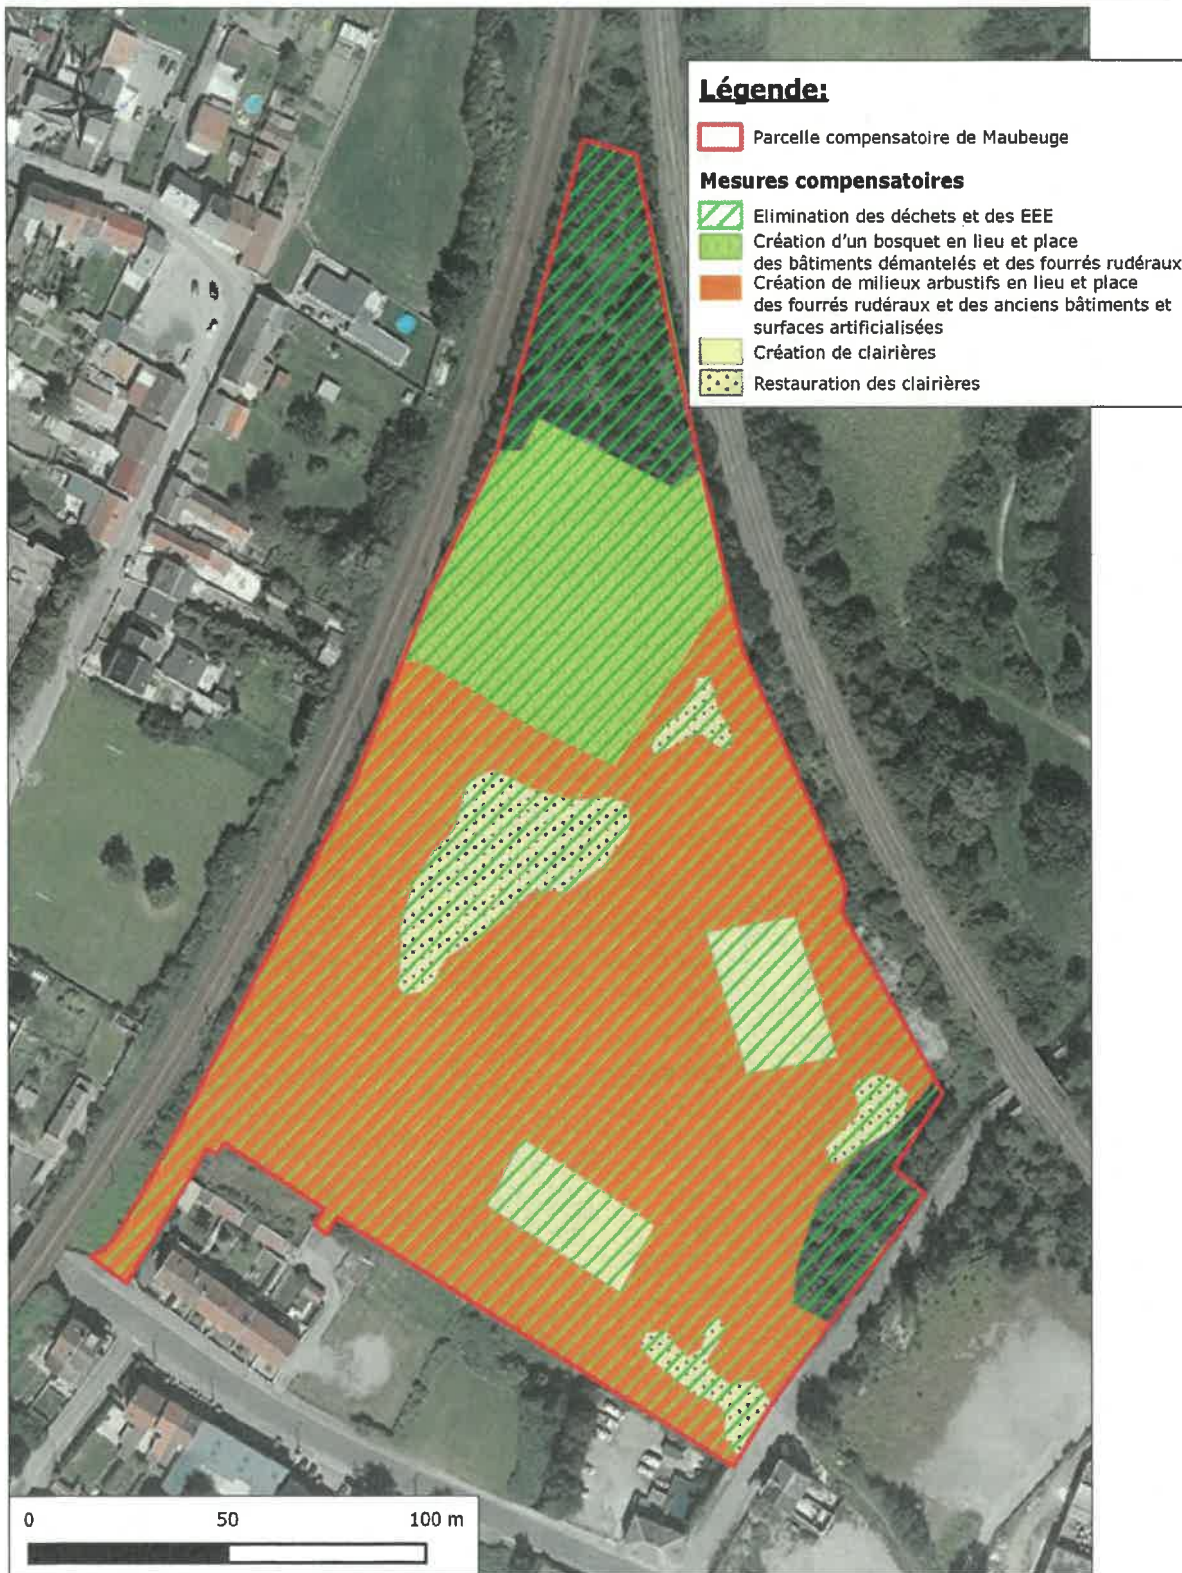 Légende:
Parcelle compensatoire de Maubeuge
Mesures compensatoires
Elimination des déchets et des EEE
Création d'un bosquet en lieu et place
des bâtiments démantelés et des fourrés rudéraux
Création de milieux arbustifs en lieu et place
des fourrés rudéraux et des anciens bâtiments et
surfaces artificialisées
Création de clairières
Restauration des clairières
0 50 100 m